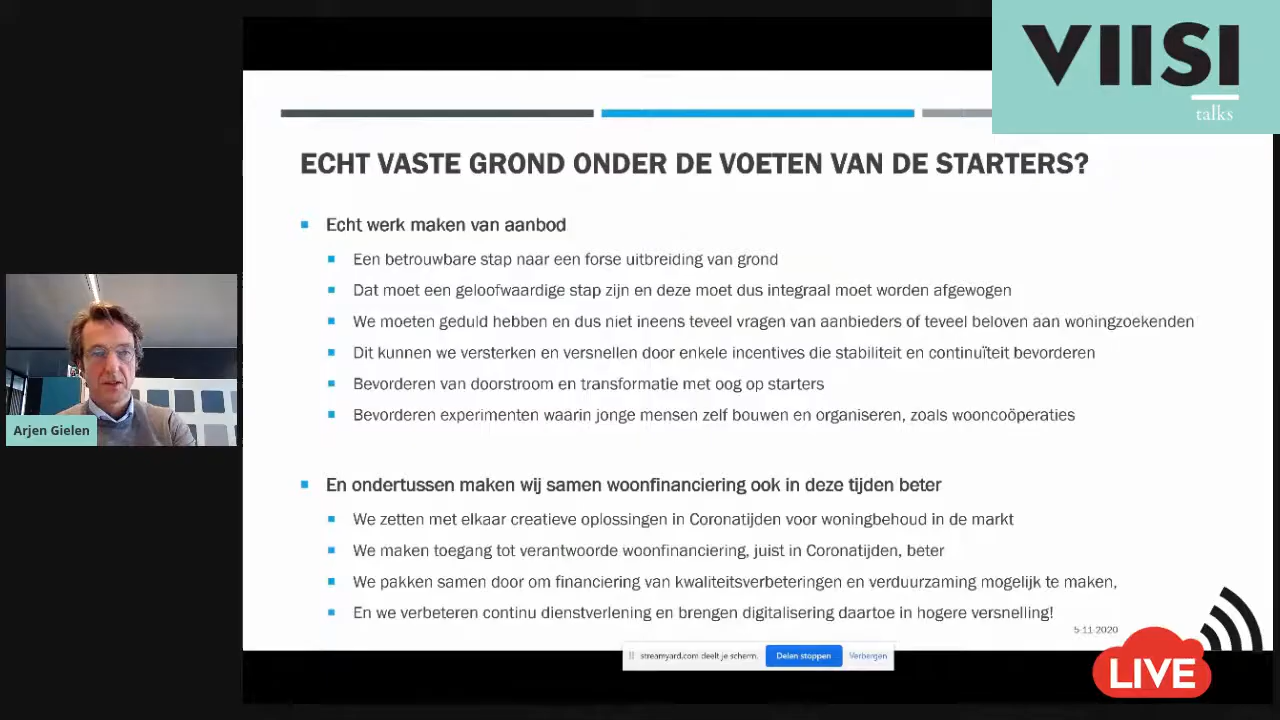 VIISI
talks
ECHT VASTE GROND ONDER DE VOETEN VAN DE STARTERS?
Echt werk maken van aanbod
Een betrouwbare stap naar een forse uitbreiding van grond
Dat moet een geloofwaardige stap zijn en deze moet dus integraal moet worden afgewogen
We moeten geduld hebben en dus niet ineens teveel vragen van aanbieders of teveel beloven aan woningzoekenden
Dit kunnen we versterken en versnellen door enkele incentives die stabiliteit en continuïteit bevorderen
Bevorderen van doorstroom en transformatie met oog op starters
Bevorderen experimenten waarin jonge mensen zelf bouwen en organiseren, zoals wooncoöperaties
Arjen Gielen
En ondertussen maken wij samen woonfinanciering ook in deze tijden beter
We zetten met elkaar creatieve oplossingen in Coronatijden voor woningbehoud in de markt
We maken toegang tot verantwoorde woonfinanciering, juist in Coronatijden, beter
We pakken samen door om financiering van kwaliteitsverbeteringen en verduurzaming mogelijk te maken,
En we verbeteren continu dienstverlening en brengen digitalisering daartoe in hogere versnelling!
5-11-2020
streamyard.com deelt je scherm. Delen stoppen Verbergen
LIVE